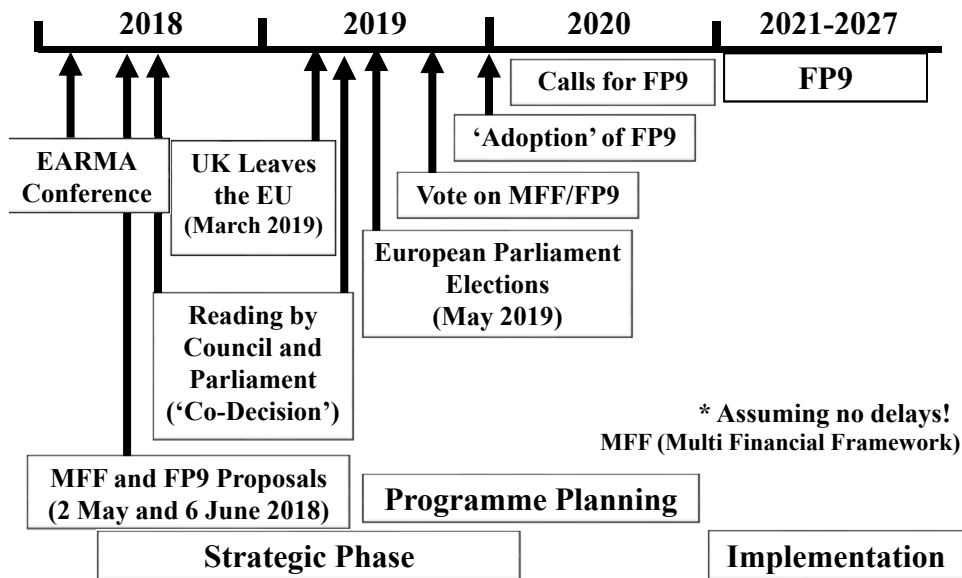 2018
2019
2020
2021-2027
Calls for FP9
FP9
'Adoption' of FP9
EARMA
Conference
UK Leaves
the EU
(March 2019)
Vote on MFF/FP9
European Parliament
Elections
(May 2019)
Reading by
Council and
Parliament
('Co-Decision')
* Assuming no delays!
MFF (Multi Financial Framework)
MFF and FP9 Proposals
(2 May and 6 June 2018)
Programme Planning
Strategic Phase
Implementation